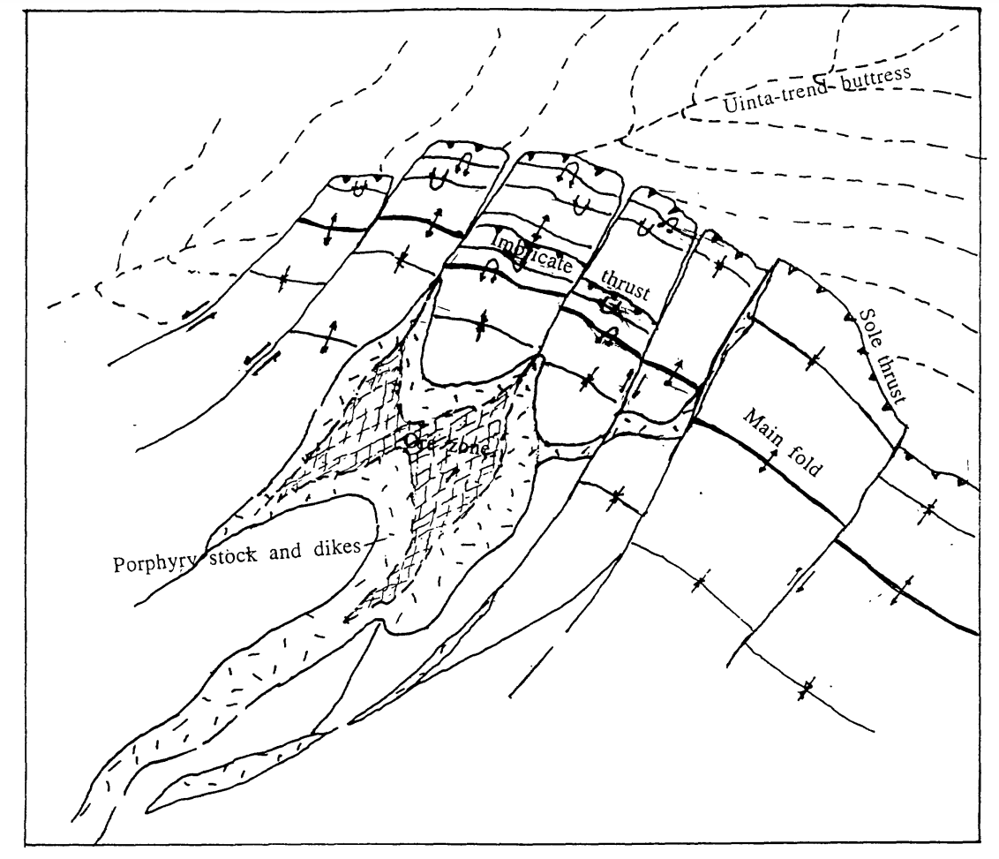 Uinta-trend buttress
Imbricate
thrust
Sole thrust
Main fold
Ore zone
Porphyry stock and dikes